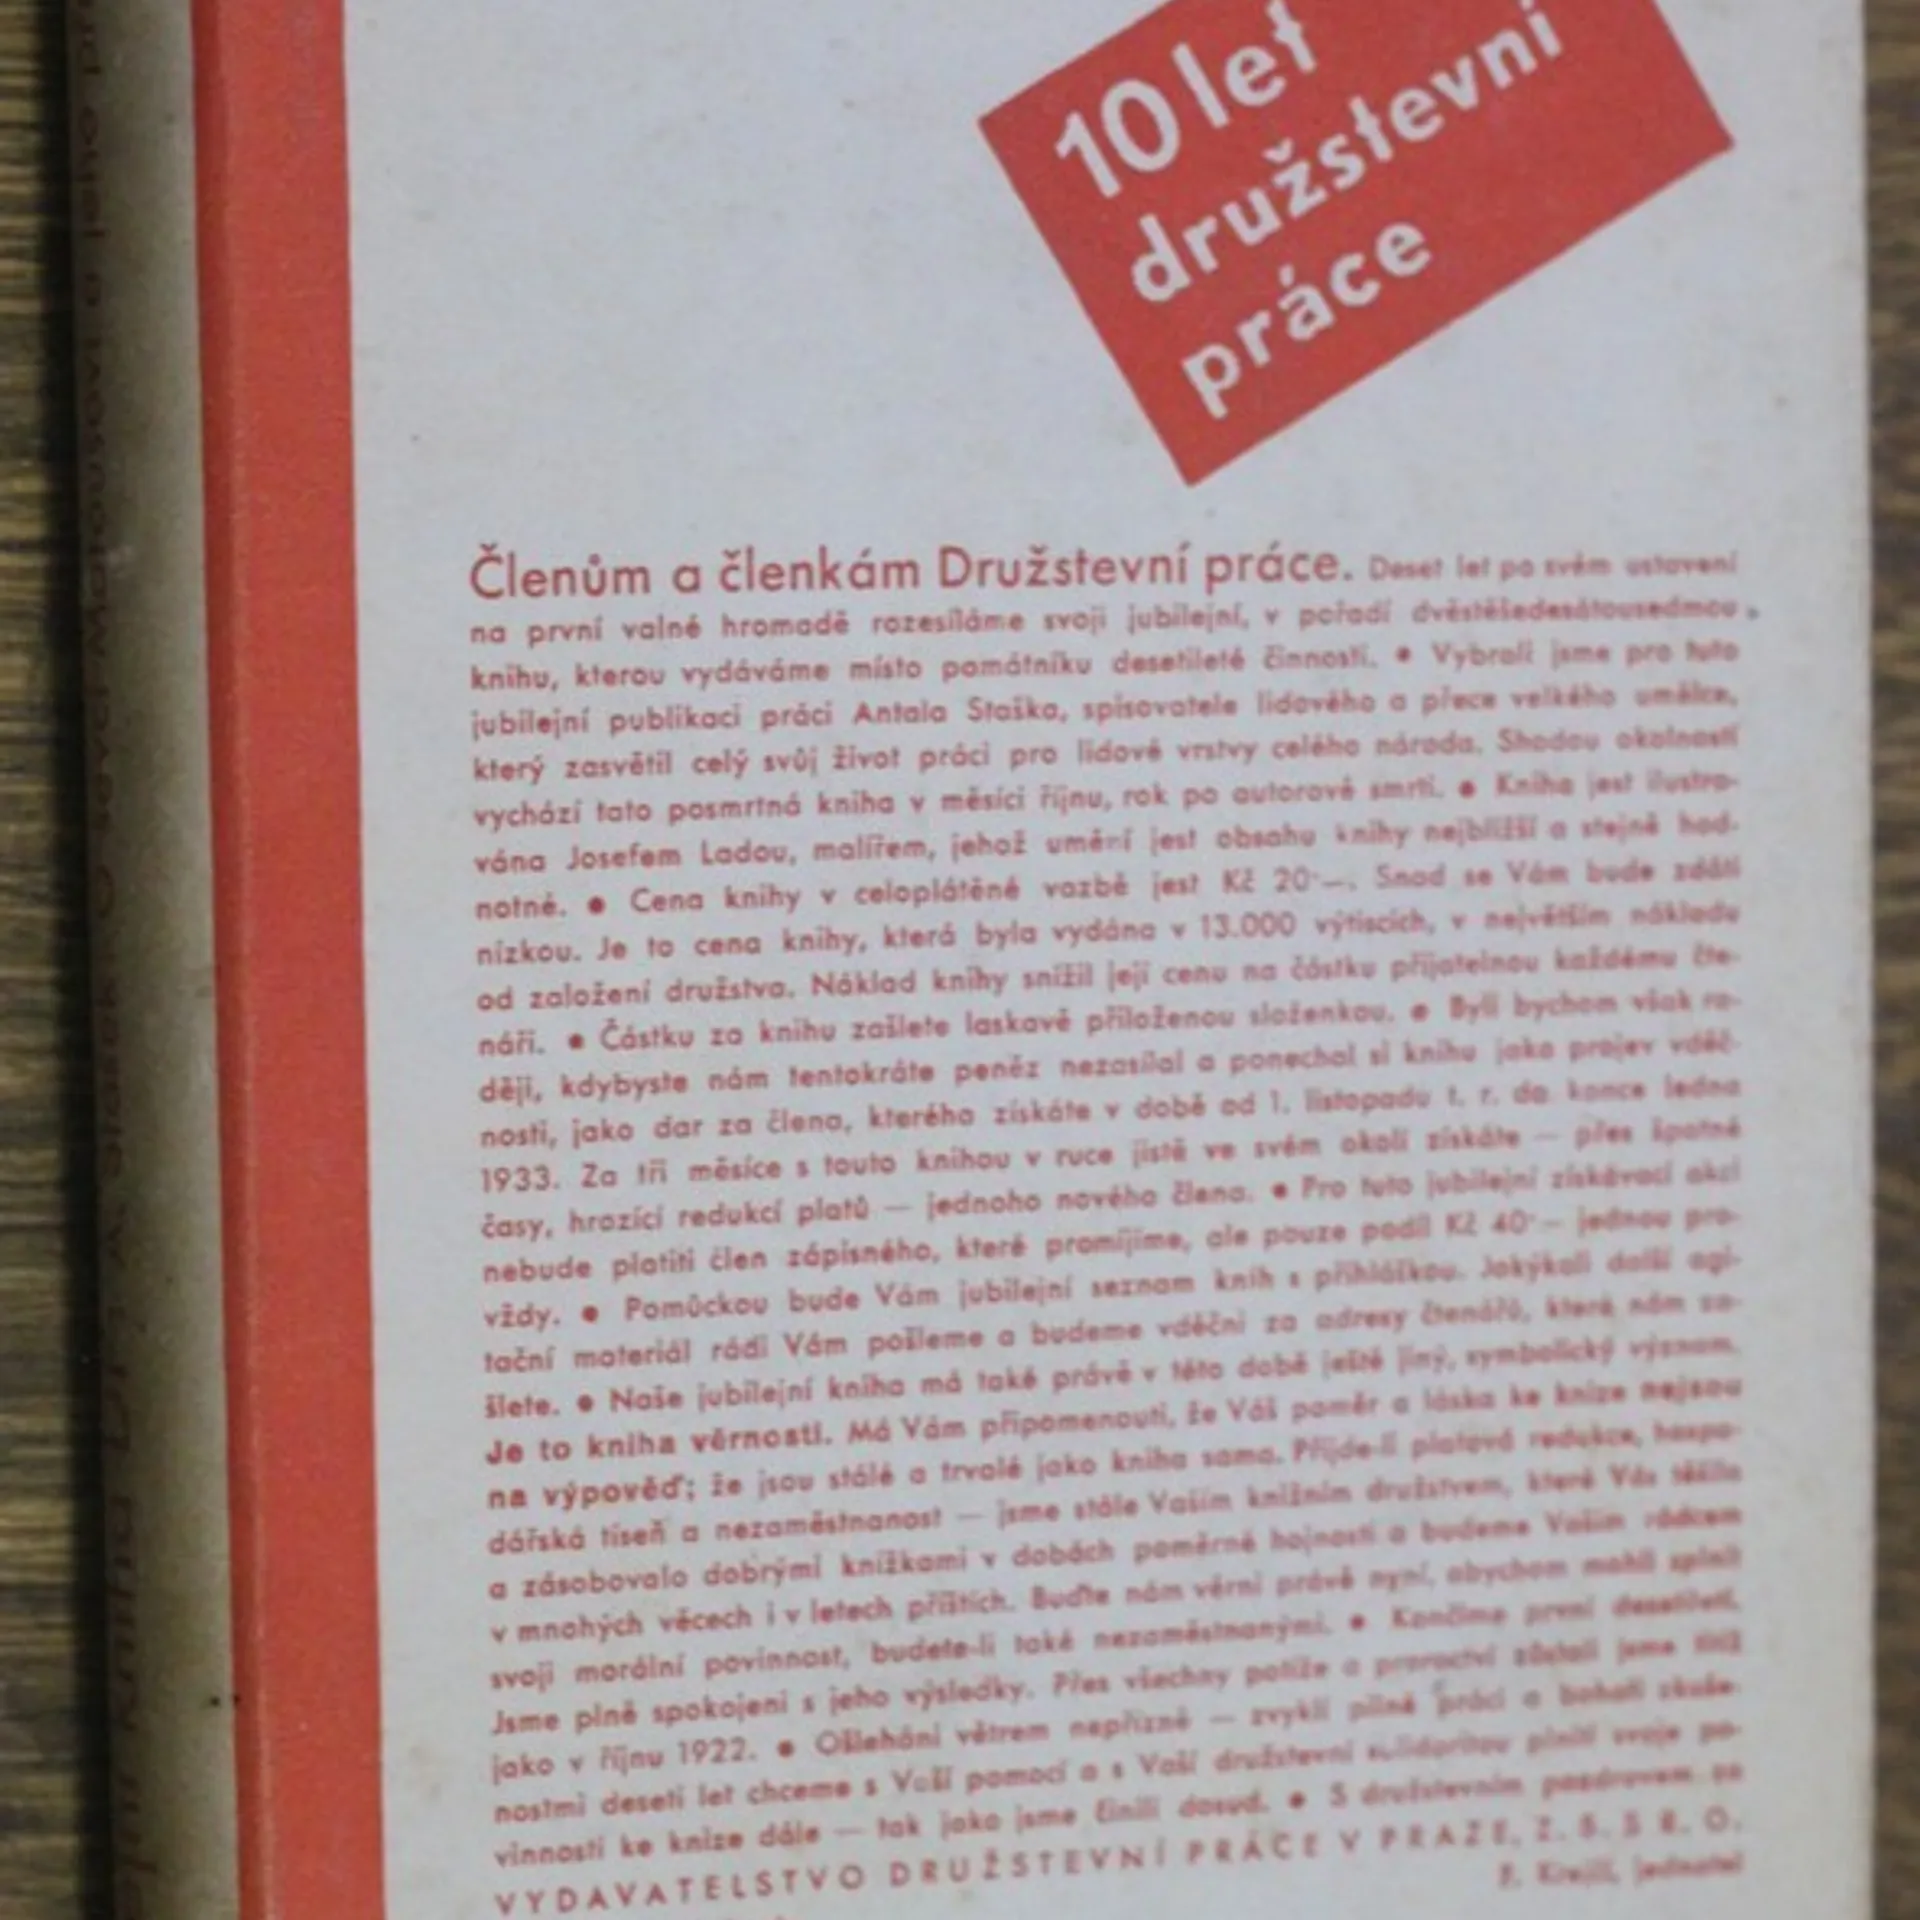 10 let
družstevní
práce
Členům a členkám Družstevní práce. Deset let po svém ustavení
na první valné hromadě rozesíláme svoji jubilejní, v pořadí dvěstěšedesátousedmou
knihu, kterou vydáváme místo památníku desetileté činnosti. • Vybrali jsme pro tuto
jubilejní publikaci práci Antala Staška, spisovatele lidového a přece velkého umělce,
který zasvětil celý svůj život práci pro lidové vrstvy celého národa. Shodou okolností
vychází tato posmrtná kniha v měsíci říjnu, rok po autorově smrti. • Kniha jest ilustro-
vána Josefem Ladou, malířem, jehož umění jest obsahu knihy nejbližší a stejně hod-
notné. • Cena knihy v celoplátěné vazbě jest Kč 20·—. Snad se Vám bude zdáti
nízkou. Je to cena knihy, která byla vydána v 13.000 výtiscích, v největším nákladu
od založení družstva. Náklad knihy snížil její cenu na částku přijatelnou každému čte-
náři. • Částku za knihu zašlete laskavě přiloženou složenkou. • Byli bychom však ra-
ději, kdybyste nám tentokráte peněz nezasílal a ponechal si knihu jako projev vděč-
nosti, jako dar za člena, kterého získáte v době od 1. listopadu t. r. do konce ledna
1933. Za tři měsíce s touto knihou v ruce jistě ve svém okolí získáte — přes špatné
časy, hrozící redukcí platů — jednoho nového člena. • Pro tuto jubilejní získávací akci
nebude platiti člen zápisného, které promíjíme, ale pouze podíl Kč 40·— jednou pro-
vždy. • Pomůckou bude Vám jubilejní seznam knih s přihláškou. Jakýkoli další agi-
tační materiál rádi Vám pošleme a budeme vděčni za adresy čtenářů, které nám za-
šlete. • Naše jubilejní kniha má také právě v této době ještě jiný, symbolický význam.
Je to kniha věrnosti. Má Vám připomenouti, že Váš poměr a láska ke knize nejsou
na výpověď; že jsou stálé a trvalé jako kniha sama. Přijde-li platová redukce, hospo-
dářská tíseň a nezaměstnanost — jsme stále Vaším knižním družstvem, které Vás těšilo
a zásobovalo dobrými knížkami v dobách poměrné hojnosti a budeme Vaším rádcem
v mnohých věcech i v letech příštích. Buďte nám věrni právě nyní, abychom mohli splnit
svoji morální povinnost, budete-li také nezaměstnanými. • Končíme první desetiletí.
Jsme plně spokojeni s jeho výsledky. Přes všechny potíže a proroctví zůstali jsme titíž
jako v říjnu 1922. • Ošlehání větrem nepřízně — zvyklí pilné práci a bohatí zkuše-
nostmi deseti let chceme s Vaší pomocí a s Vaší družstevní solidaritou plniti svoje po-
vinnosti ke knize dále — tak jako jsme činili dosud. • S družstevním pozdravem za
VYDAVATELSTVO DRUŽSTEVNÍ PRÁCE V PRAZE, Z. S. S R. O.
F. Krejčí, jednatel